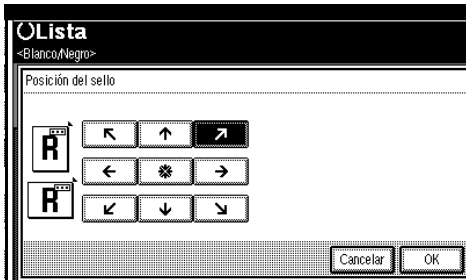 Lista
<Blanco/Negro>
Posición del sello
R
R
Cancelar OK